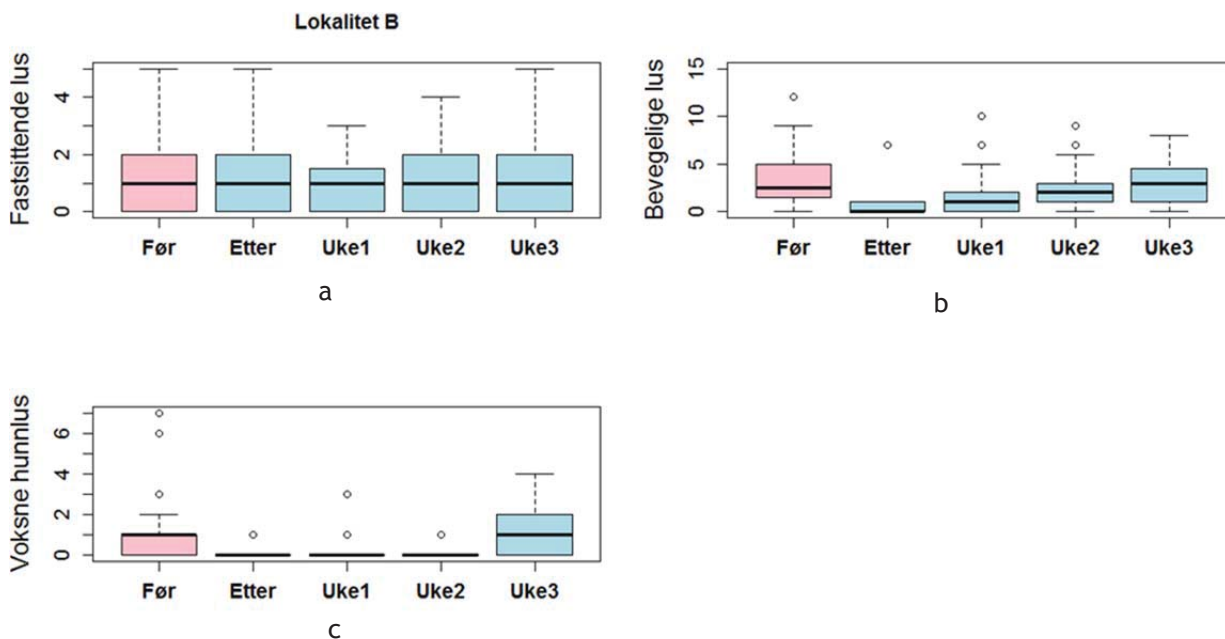 Lokalitet B
Fastsittende lus
4
2
0
Før Etter Uke1 Uke2 Uke3
a
Bevegelige lus
15
10
5
0
Før Etter Uke1 Uke2 Uke3
b
Voksne hunnlus
6
4
2
0
Før Etter Uke1 Uke2 Uke3
c